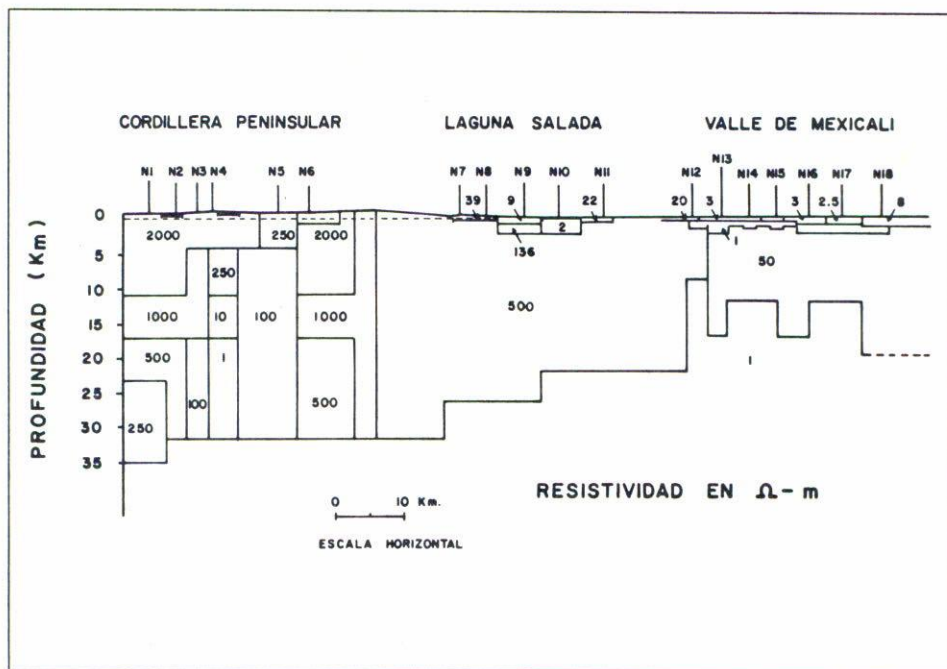 CORDILLERA PENINSULAR LAGUNA SALADA VALLE DE MEXICALI
N1 N2 N3 N4 N5 N6 N7 N8 N9 N10 N11 N12 N13 N14 N15 N16 N17 N18
39 9 22 20 3 3 2.5 8
0
2000 250 2000 2
136 1
5
250 50
10
500
1000 10 100 1000
15
500 1 1
20
25
100 500
250
30
35
PROFUNDIDAD (Km)
RESISTIVIDAD EN Ω-m
0 10 Km.
ESCALA HORIZONTAL